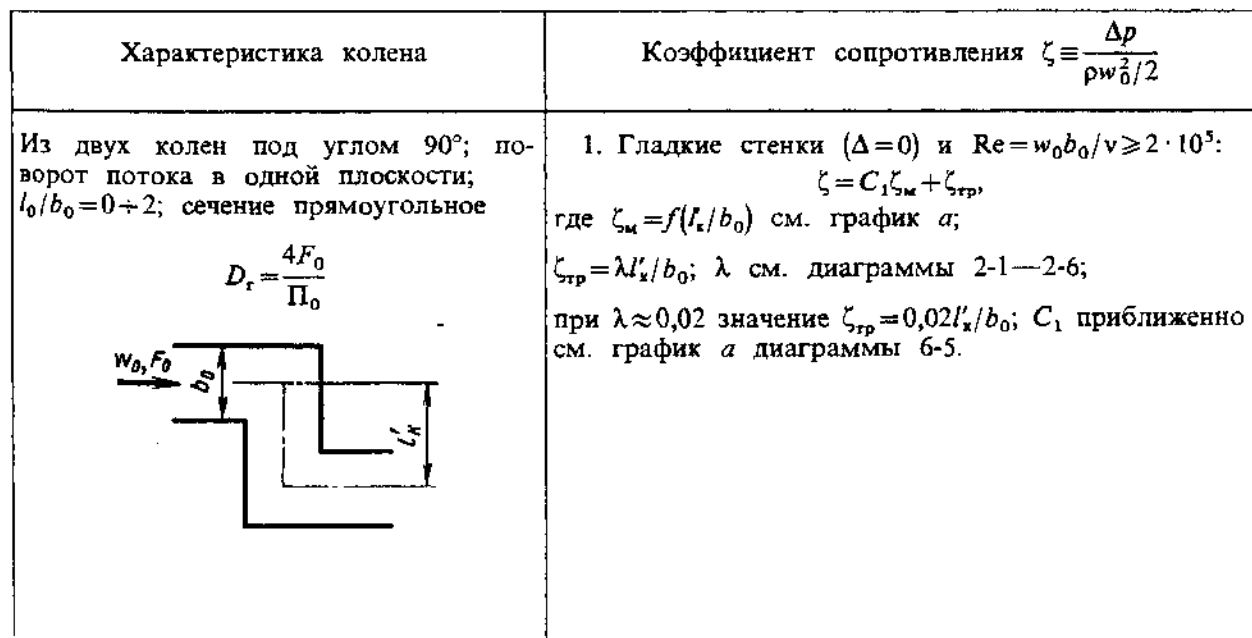 Характеристика колена
Коэффициент сопротивления ζ≡Δp/(ρw₀²/2)
Из двух колен под углом 90°; по-
ворот потока в одной плоскости;
l₀/b₀=0÷2; сечение прямоугольное
Dг=4F₀/Π₀
w₀, F₀
b₀
l′к
1. Гладкие стенки (Δ=0) и Re=w₀b₀/ν⩾2·10⁵:
ζ=C₁ζм+ζтр,
где ζм=f(l′к/b₀) см. график а;
ζтр=λl′к/b₀; λ см. диаграммы 2-1—2-6;
при λ≈0,02 значение ζтр=0,02l′к/b₀; C₁ приближенно
см. график а диаграммы 6-5.